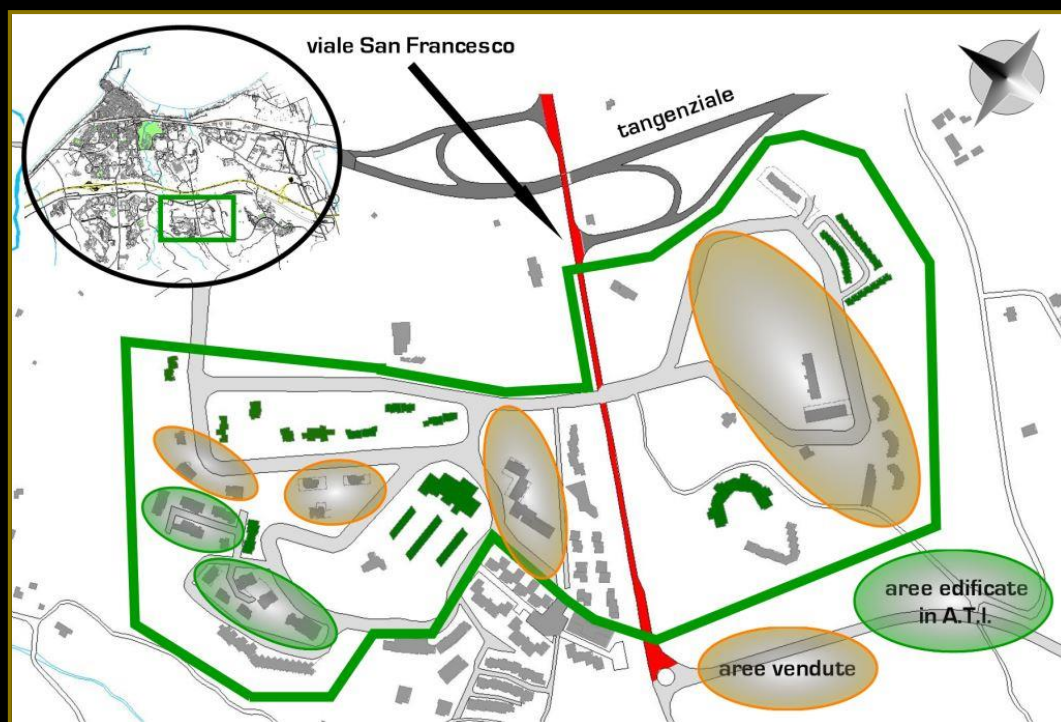 viale San Francesco
tangenziale
aree edificate
in A.T.I.
aree vendute